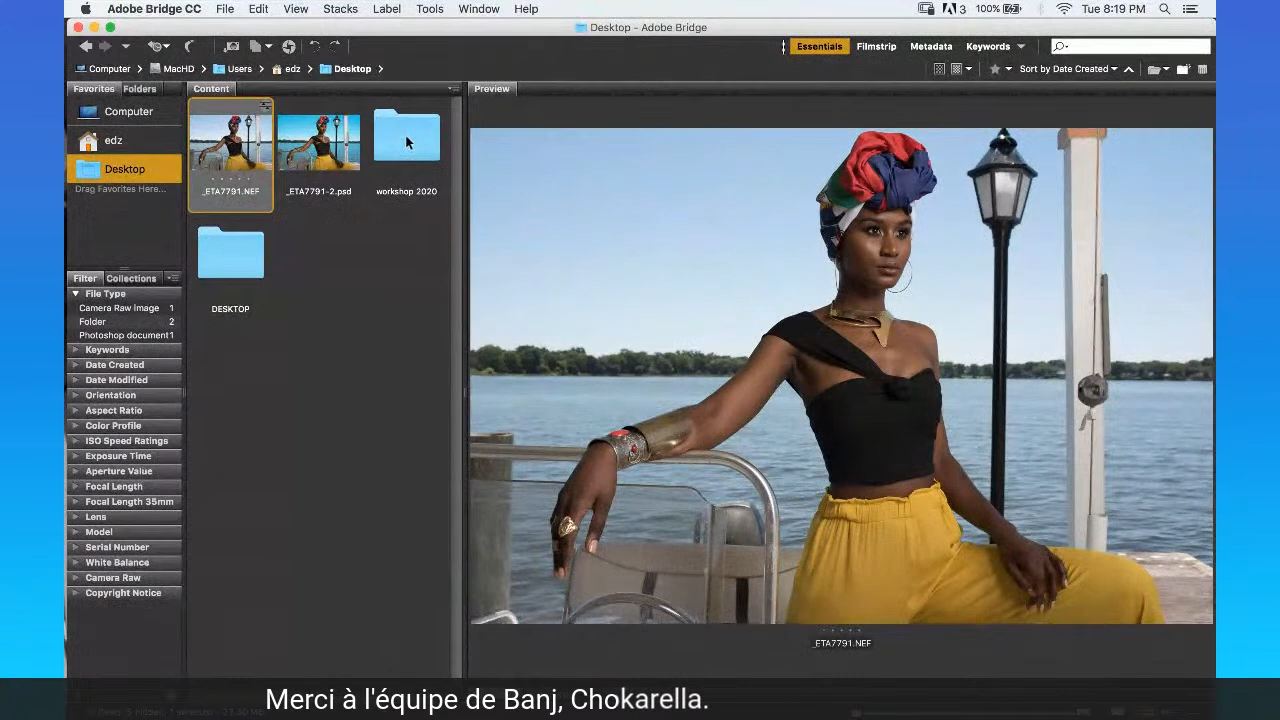 Adobe Bridge CC File Edit View Stacks Label Tools Window Help 3 100% Tue 8:19 PM
Desktop – Adobe Bridge
Essentials Filmstrip Metadata Keywords
Computer MacHD Users edz Desktop Sort by Date Created
Favorites Folders Content Preview
Computer
edz
Desktop
Drag Favorites Here...
_ETA7791.NEF _ETA7791-2.psd workshop 2020
DESKTOP
Filter Collections
File Type
Camera Raw image 1
Folder 2
Photoshop document 1
Keywords
Date Created
Date Modified
Orientation
Aspect Ratio
Color Profile
ISO Speed Ratings
Exposure Time
Aperture Value
Focal Length
Focal Length 35mm
Lens
Model
Serial Number
White Balance
Camera Raw
Copyright Notice
_ETA7791.NEF
Merci à l'équipe de Banj, Chokarella.